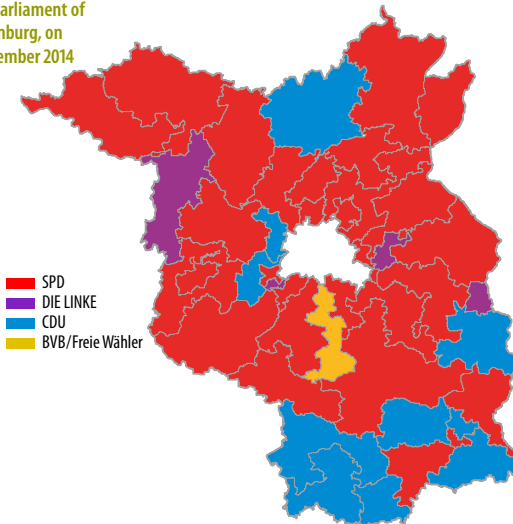 arliament of
nburg, on
ember 2014
SPD
DIE LINKE
CDU
BVB/Freie Wähler